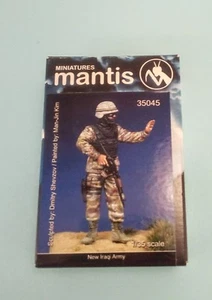 MINIATURES
mantis
35045
Sculpted by: Dmitry Shevtsov / Painted by: Man-Jin Kim
1/35 scale
New Iraq Army